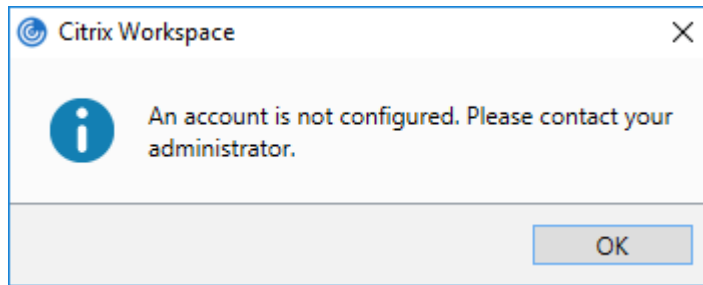 Citrix Workspace
An account is not configured. Please contact your
administrator.
OK